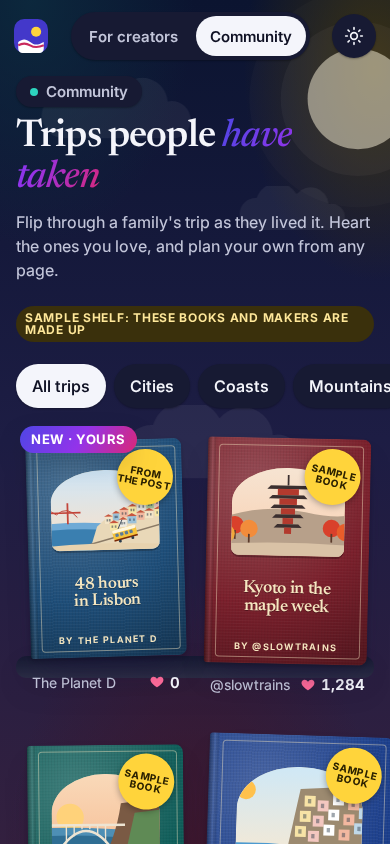 For creators
Community
Community
Trips people have
taken
Flip through a family's trip as they lived it. Heart
the ones you love, and plan your own from any
page.
SAMPLE SHELF: THESE BOOKS AND MAKERS ARE
MADE UP
All trips
Cities
Coasts
Mountains
NEW · YOURS
FROM
THE POST
48 hours
in Lisbon
BY THE PLANET D
SAMPLE
BOOK
Kyoto in the
maple week
BY @SLOWTRAINS
The Planet D
0
@slowtrains
1,284
SAMPLE
BOOK
SAMPLE
BOOK